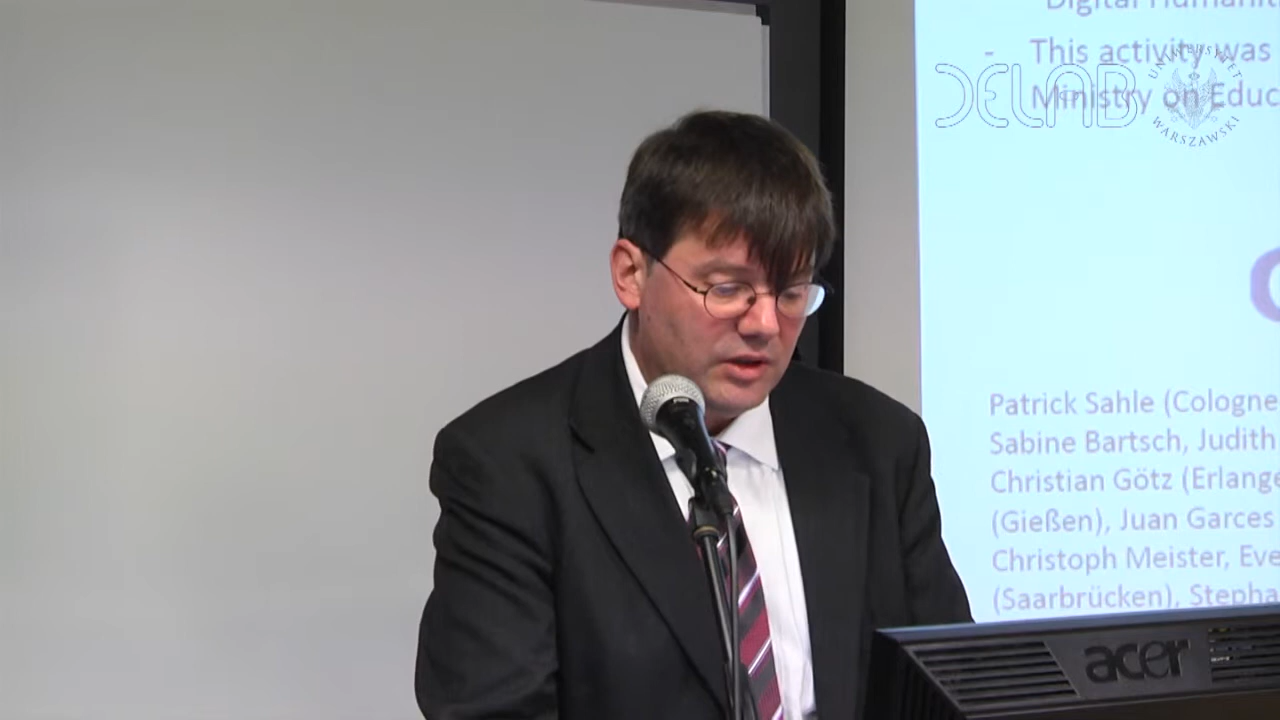 Digital Humanit
- This activity was
Ministry on Educ
DELAB
UNIWERSYTET
WARSZAWSKI
Patrick Sahle (Cologne
Sabine Bartsch, Judith
Christian Götz (Erlange
(Gießen), Juan Garces
Christoph Meister, Eve
(Saarbrücken), Stepha
acer